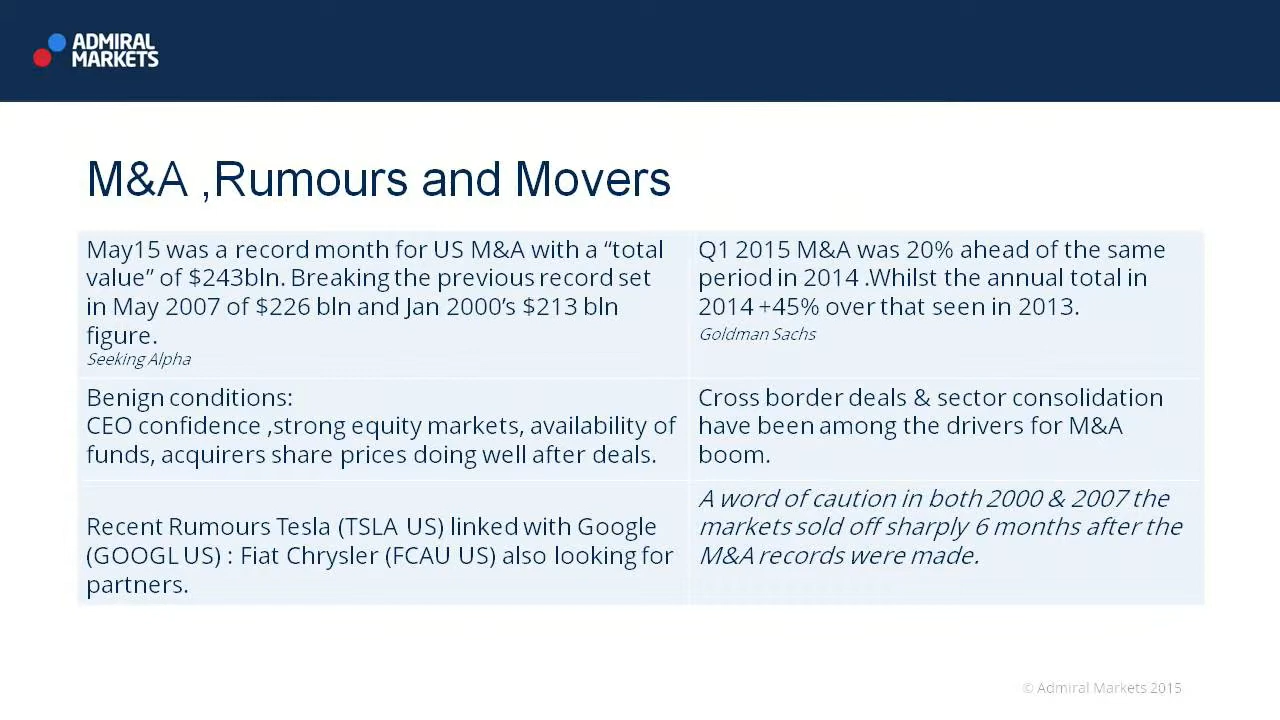 ADMIRAL
MARKETS
M&A ,Rumours and Movers
May15 was a record month for US M&A with a “total
value” of $243bln. Breaking the previous record set
in May 2007 of $226 bln and Jan 2000’s $213 bln
figure.
Seeking Alpha
Q1 2015 M&A was 20% ahead of the same
period in 2014 .Whilst the annual total in
2014 +45% over that seen in 2013.
Goldman Sachs
Benign conditions:
CEO confidence ,strong equity markets, availability of
funds, acquirers share prices doing well after deals.
Cross border deals & sector consolidation
have been among the drivers for M&A
boom.
Recent Rumours Tesla (TSLA US) linked with Google
(GOOGL US) : Fiat Chrysler (FCAU US) also looking for
partners.
A word of caution in both 2000 & 2007 the
markets sold off sharply 6 months after the
M&A records were made.
© Admiral Markets 2015